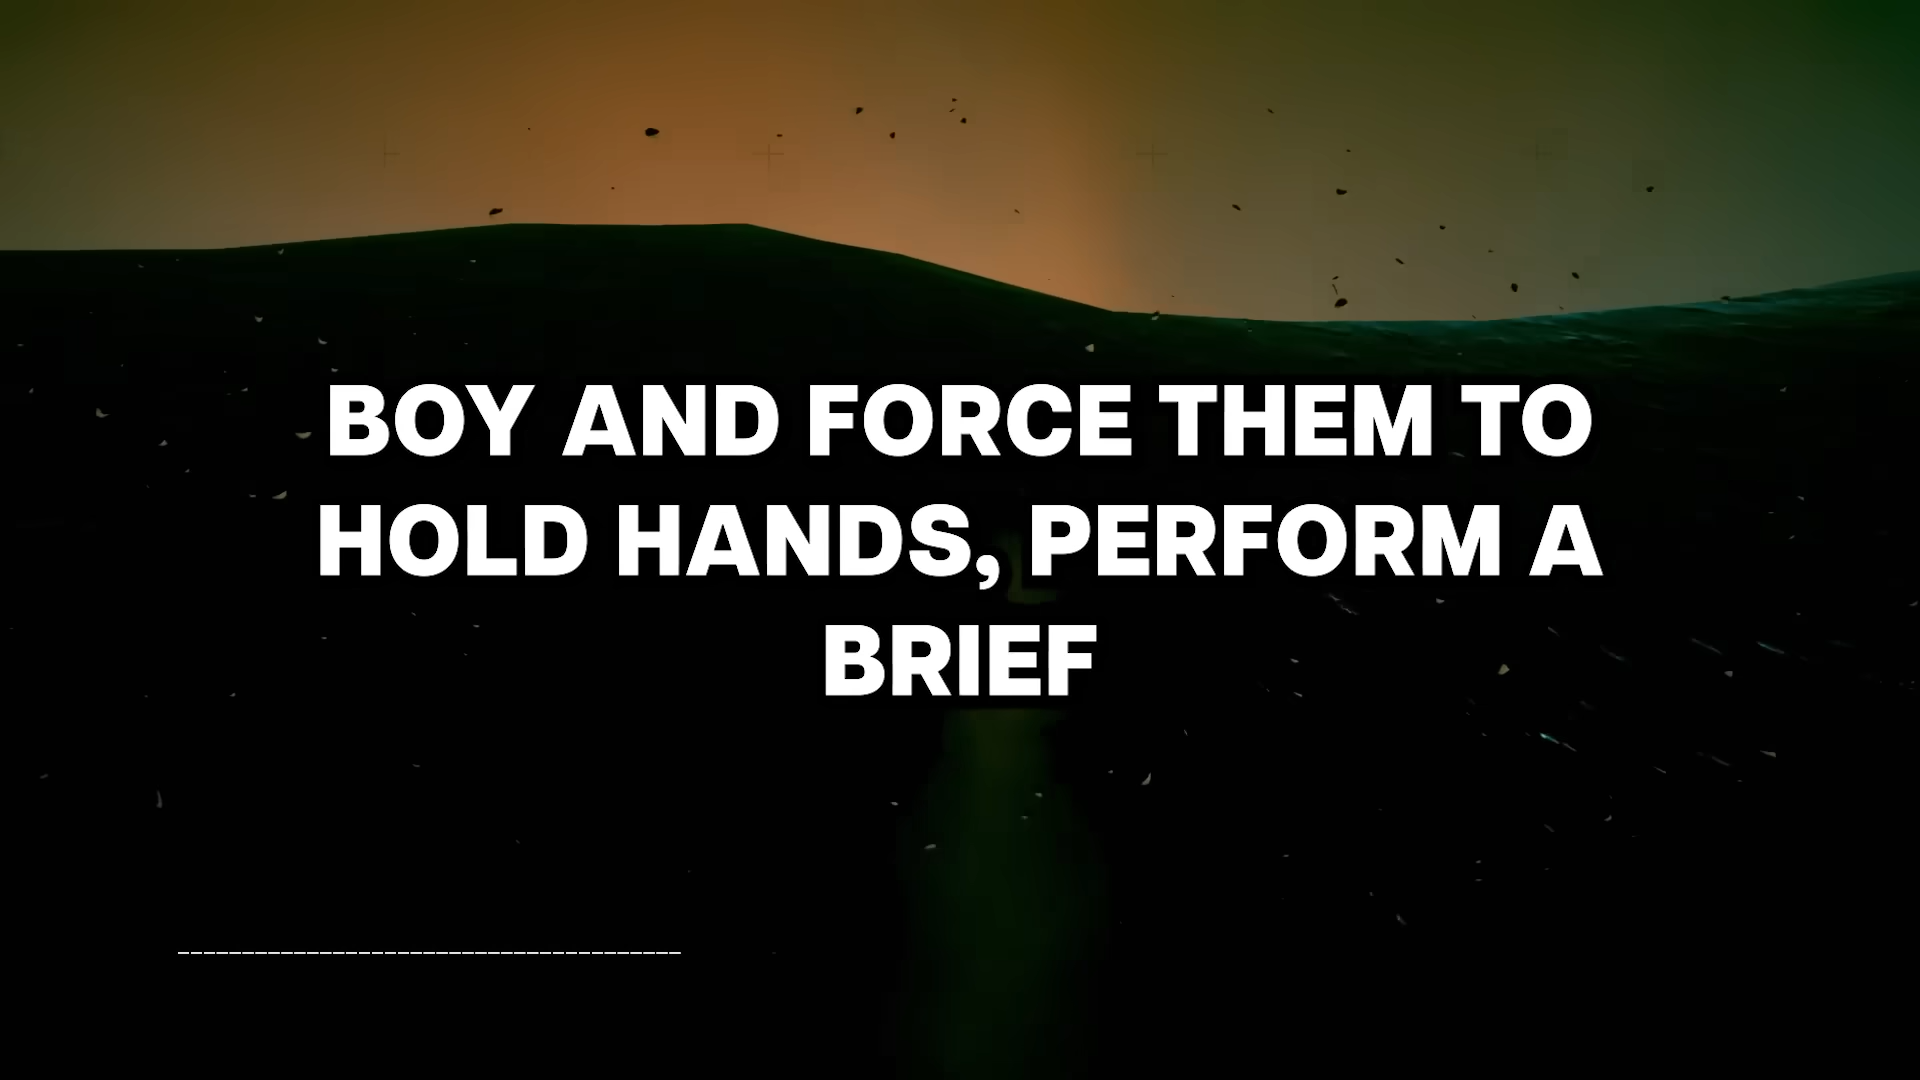 BOY AND FORCE THEM TO
HOLD HANDS, PERFORM A
BRIEF